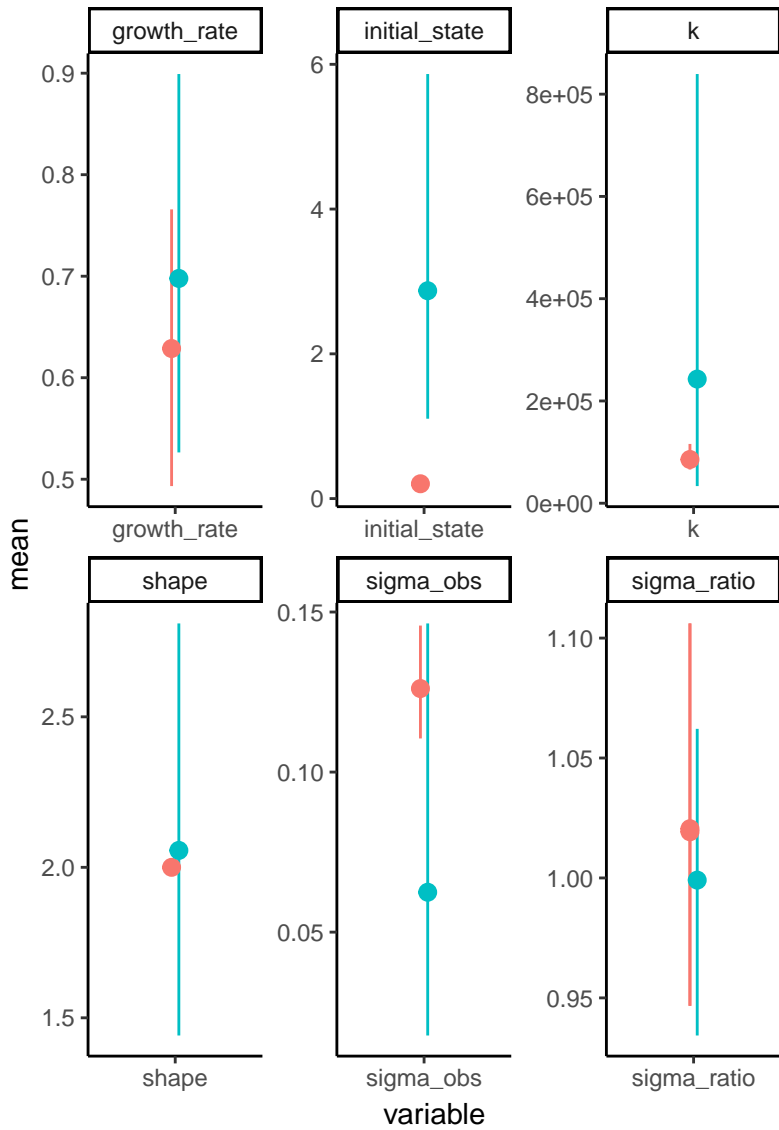 growth_rate
initial_state
k
0.9
0.8
0.7
0.6
0.5
6
4
2
0
8e+05
6e+05
4e+05
2e+05
0e+00
growth_rate
initial_state
k
mean
shape
sigma_obs
sigma_ratio
2.5
2.0
1.5
0.15
0.10
0.05
1.10
1.05
1.00
0.95
shape
sigma_obs
sigma_ratio
variable